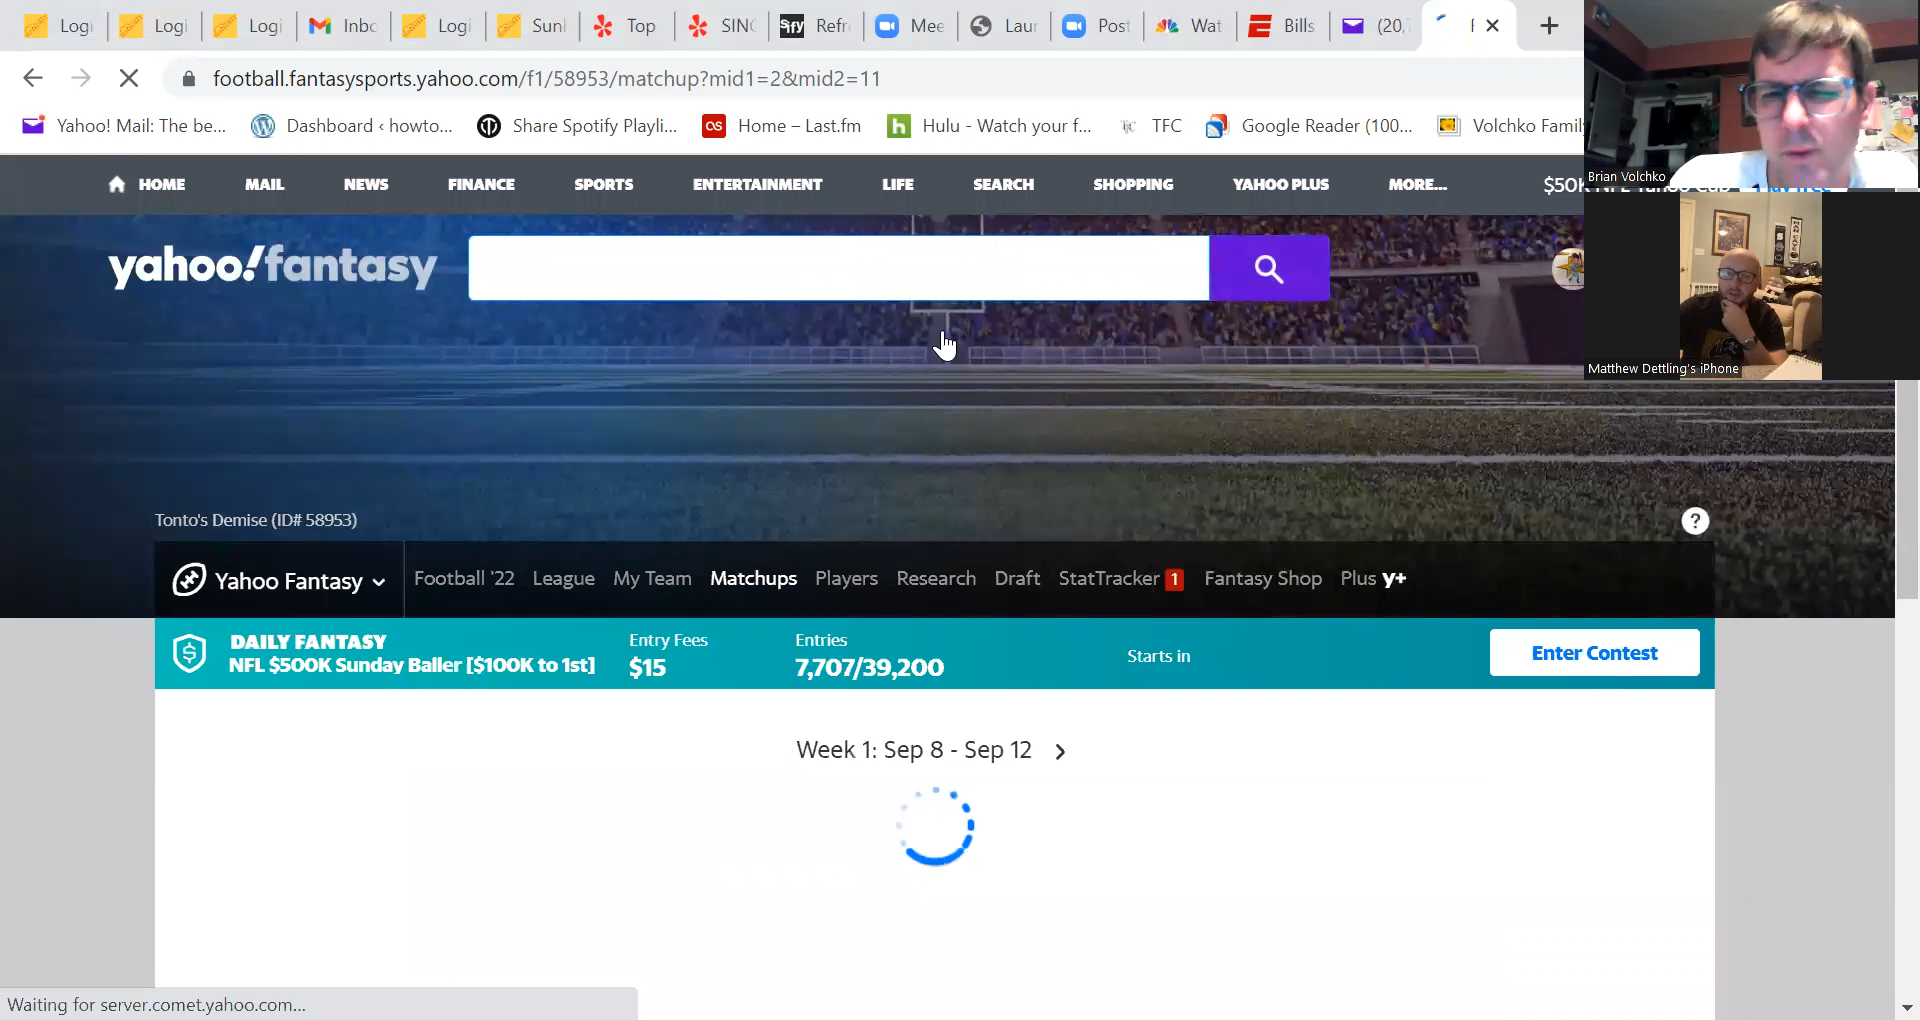 Logi Logi Logi Inbo Logi Sunl Top SING Sify Refr Mee Laun Post Wat Bills (20,
football.fantasysports.yahoo.com/f1/58953/matchup?mid1=2&mid2=11
Yahoo! Mail: The be... Dashboard ‹ howto... Share Spotify Playli... Home – Last.fm Hulu - Watch your f... TFC Google Reader (100... Volchko Family
HOME MAIL NEWS FINANCE SPORTS ENTERTAINMENT LIFE SEARCH SHOPPING YAHOO PLUS MORE...
Brian Volchko
yahoo!fantasy
Matthew Dettling's iPhone
Tonto's Demise (ID# 58953)
?
Yahoo Fantasy Football '22 League My Team Matchups Players Research Draft StatTracker 1 Fantasy Shop Plus y+
DAILY FANTASY Entry Fees Entries
NFL $500K Sunday Baller [$100K to 1st] $15 7,707/39,200 Starts in Enter Contest
Week 1: Sep 8 - Sep 12
Waiting for server.comet.yahoo.com...